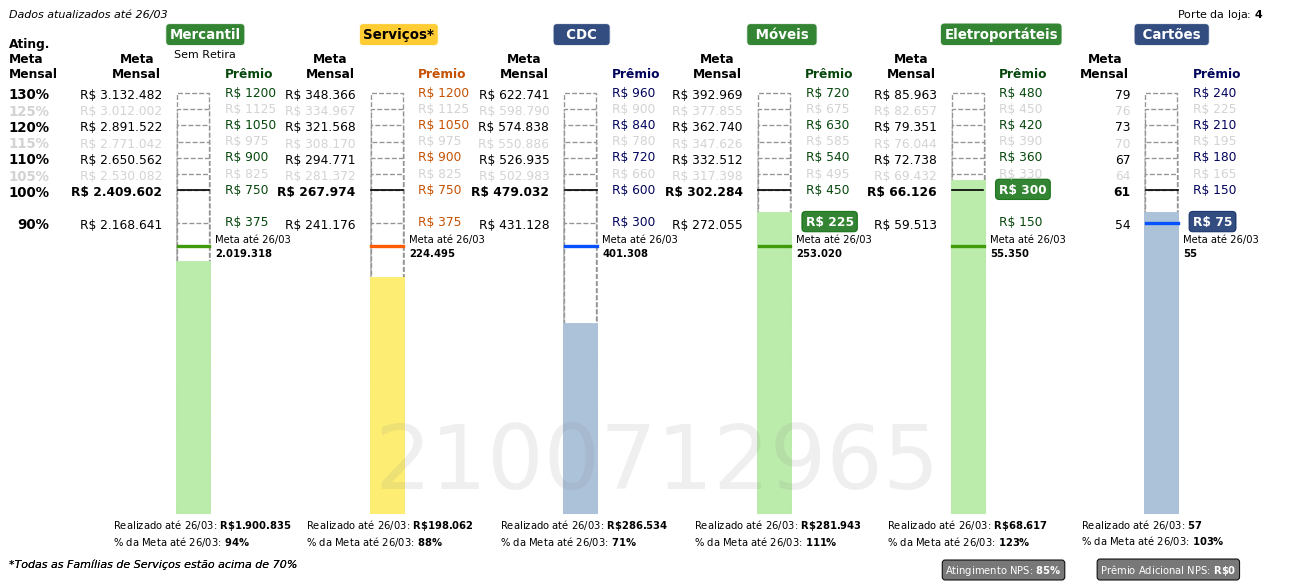 Dados atualizados até 26/03
Porte da loja: 4
Mercantil Serviços* CDC Móveis Eletroportáteis Cartões
Sem Retira
Ating. Meta Mensal
Meta Mensal Prêmio Meta Mensal Prêmio Meta Mensal Prêmio Meta Mensal Prêmio Meta Mensal Prêmio Meta Mensal Prêmio
130% R$ 3.132.482 R$ 1200 R$ 348.366 R$ 1200 R$ 622.741 R$ 960 R$ 392.969 R$ 720 R$ 85.963 R$ 480 79 R$ 240
125% R$ 3.012.002 R$ 1125 R$ 334.967 R$ 1125 R$ 598.790 R$ 900 R$ 377.855 R$ 675 R$ 82.657 R$ 450 76 R$ 225
120% R$ 2.891.522 R$ 1050 R$ 321.568 R$ 1050 R$ 574.838 R$ 840 R$ 362.740 R$ 630 R$ 79.351 R$ 420 73 R$ 210
115% R$ 2.771.042 R$ 975 R$ 308.170 R$ 975 R$ 550.886 R$ 780 R$ 347.626 R$ 585 R$ 76.044 R$ 390 70 R$ 195
110% R$ 2.650.562 R$ 900 R$ 294.771 R$ 900 R$ 526.935 R$ 720 R$ 332.512 R$ 540 R$ 72.738 R$ 360 67 R$ 180
105% R$ 2.530.082 R$ 825 R$ 281.372 R$ 825 R$ 502.983 R$ 660 R$ 317.398 R$ 495 R$ 69.432 R$ 330 64 R$ 165
100% R$ 2.409.602 R$ 750 R$ 267.974 R$ 750 R$ 479.032 R$ 600 R$ 302.284 R$ 450 R$ 66.126 R$ 300 61 R$ 150
90% R$ 2.168.641 R$ 375 R$ 241.176 R$ 375 R$ 431.128 R$ 300 R$ 272.055 R$ 225 R$ 59.513 R$ 150 54 R$ 75
Meta até 26/03 Meta até 26/03 Meta até 26/03 Meta até 26/03 Meta até 26/03 Meta até 26/03
2.019.318 224.495 401.308 253.020 55.350 55
2100712965
Realizado até 26/03: R$1.900.835 Realizado até 26/03: R$198.062 Realizado até 26/03: R$286.534 Realizado até 26/03: R$281.943 Realizado até 26/03: R$68.617 Realizado até 26/03: 57
% da Meta até 26/03: 94% % da Meta até 26/03: 88% % da Meta até 26/03: 71% % da Meta até 26/03: 111% % da Meta até 26/03: 123% % da Meta até 26/03: 103%
*Todas as Famílias de Serviços estão acima de 70%
Atingimento NPS: 85% Prêmio Adicional NPS: R$0